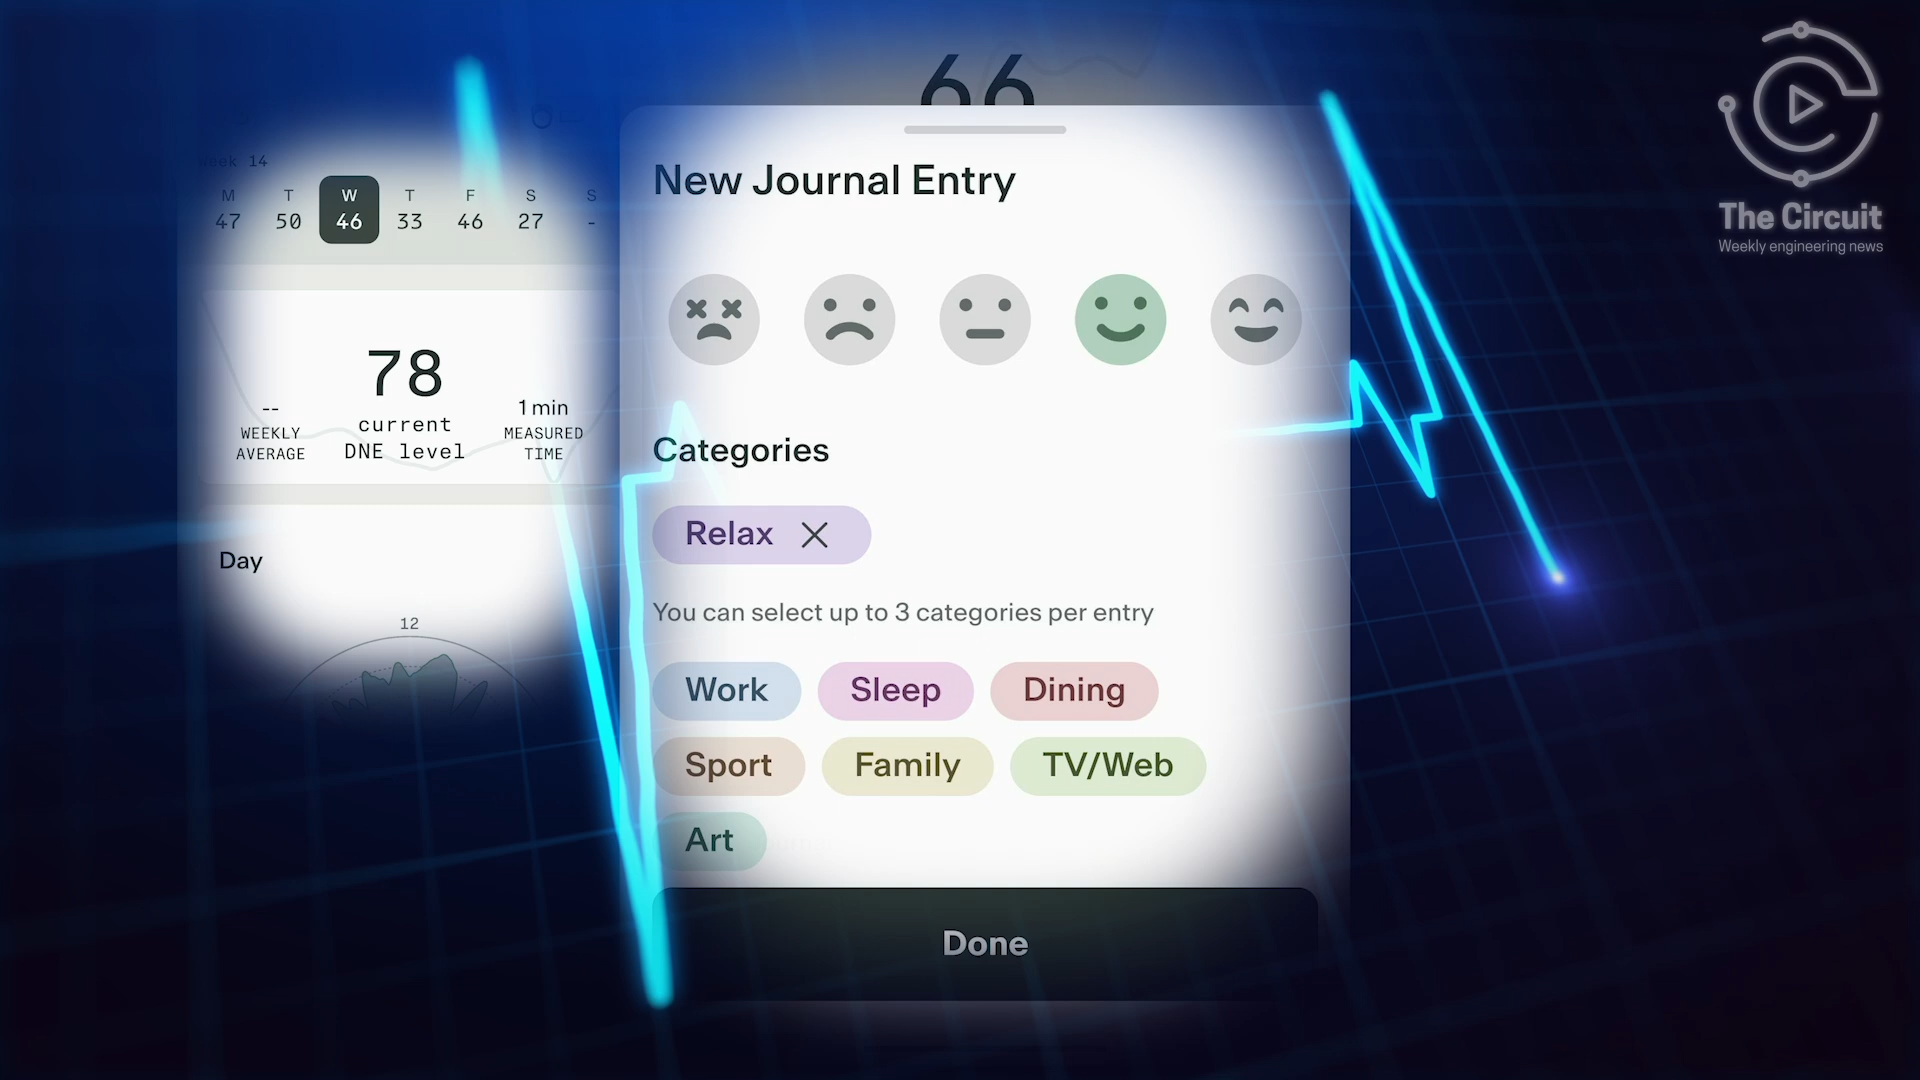 66
Week 14
M T W T F S S
47 50 46 33 46 27 -
78
current
DNE level
--
WEEKLY
AVERAGE
1 min
MEASURED
TIME
Day
12
New Journal Entry
Categories
Relax
You can select up to 3 categories per entry
Work Sleep Dining
Sport Family TV/Web
Art
Done
The Circuit
Weekly engineering news